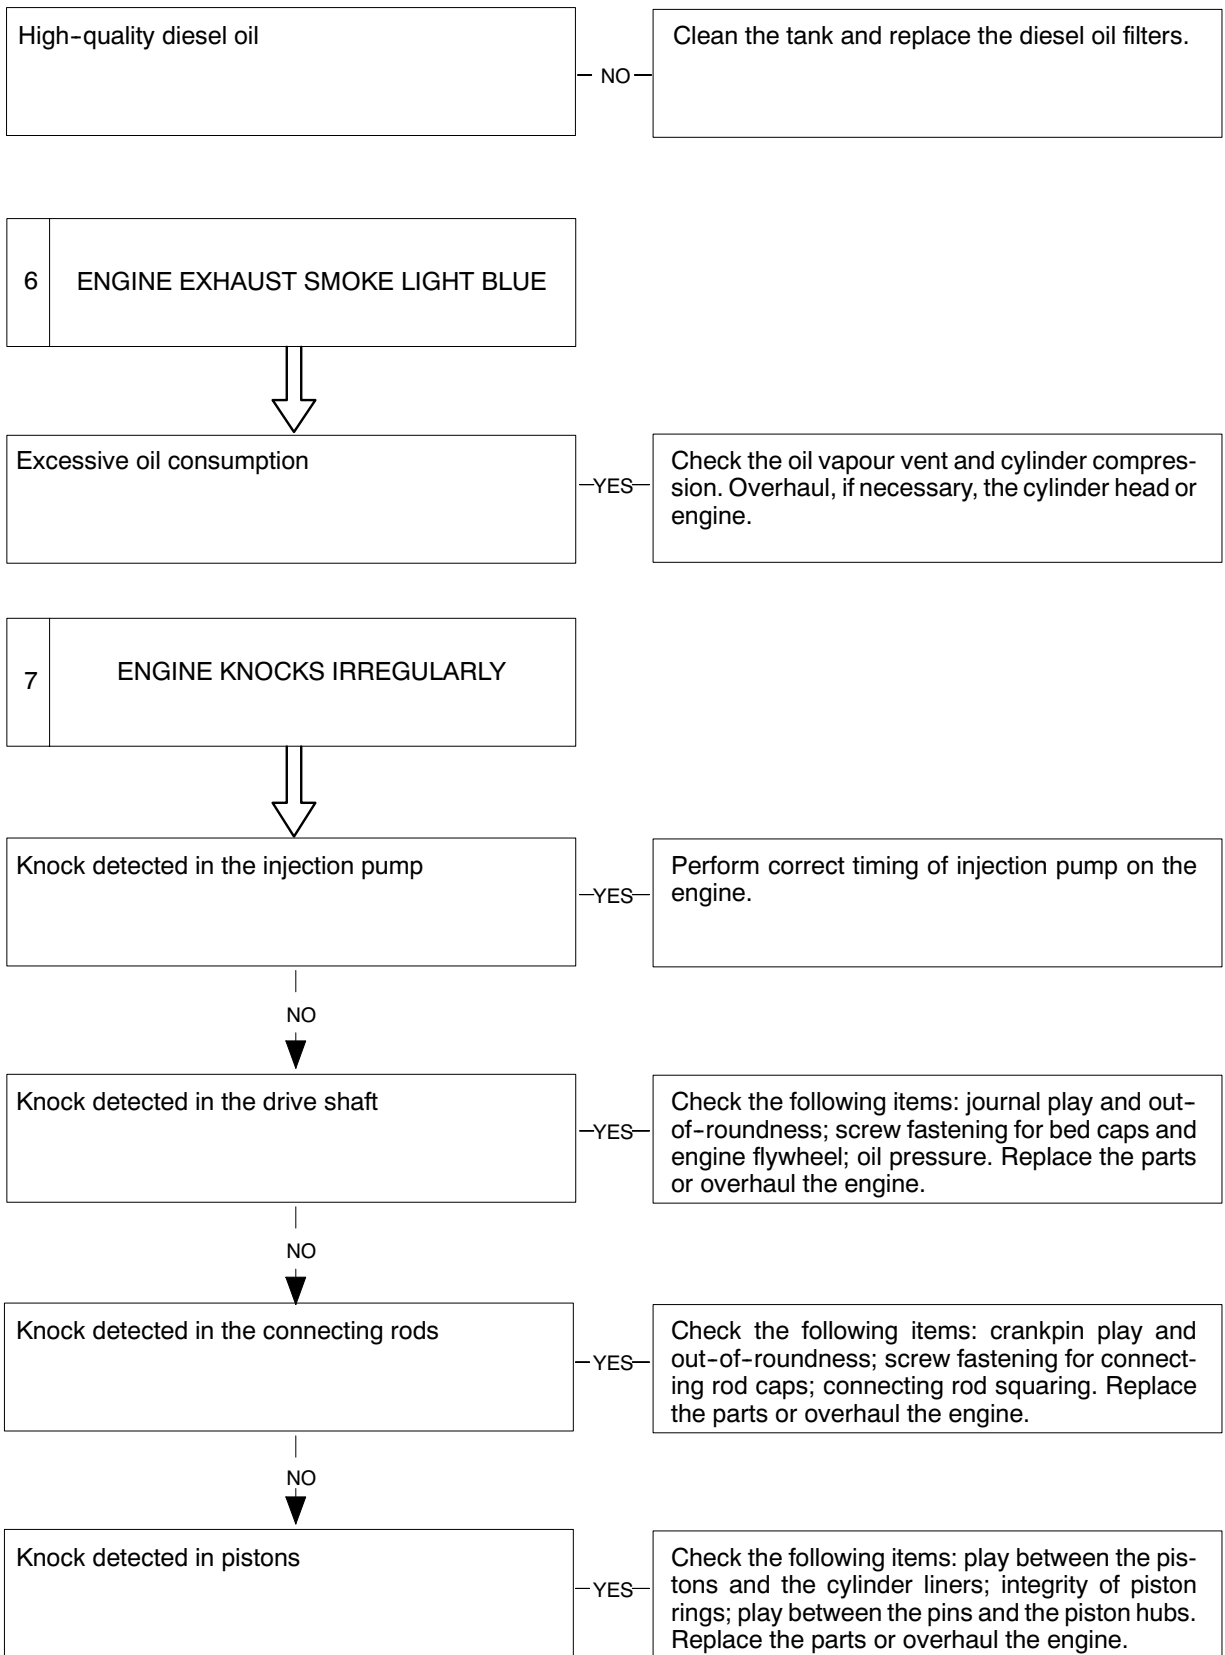 High-quality diesel oil
NO
Clean the tank and replace the diesel oil filters.
6
ENGINE EXHAUST SMOKE LIGHT BLUE
Excessive oil consumption
YES
Check the oil vapour vent and cylinder compres-
sion. Overhaul, if necessary, the cylinder head or
engine.
7
ENGINE KNOCKS IRREGULARLY
Knock detected in the injection pump
YES
Perform correct timing of injection pump on the
engine.
NO
Knock detected in the drive shaft
YES
Check the following items: journal play and out-
of-roundness; screw fastening for bed caps and
engine flywheel; oil pressure. Replace the parts
or overhaul the engine.
NO
Knock detected in the connecting rods
YES
Check the following items: crankpin play and
out-of-roundness; screw fastening for connect-
ing rod caps; connecting rod squaring. Replace
the parts or overhaul the engine.
NO
Knock detected in pistons
YES
Check the following items: play between the pis-
tons and the cylinder liners; integrity of piston
rings; play between the pins and the piston hubs.
Replace the parts or overhaul the engine.